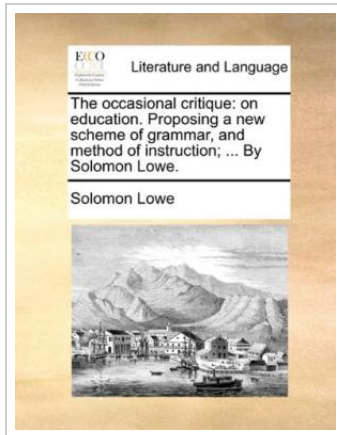 ECCO
Literature and Language
The occasional critique: on
education. Proposing a new
scheme of grammar, and
method of instruction; ... By
Solomon Lowe.
Solomon Lowe